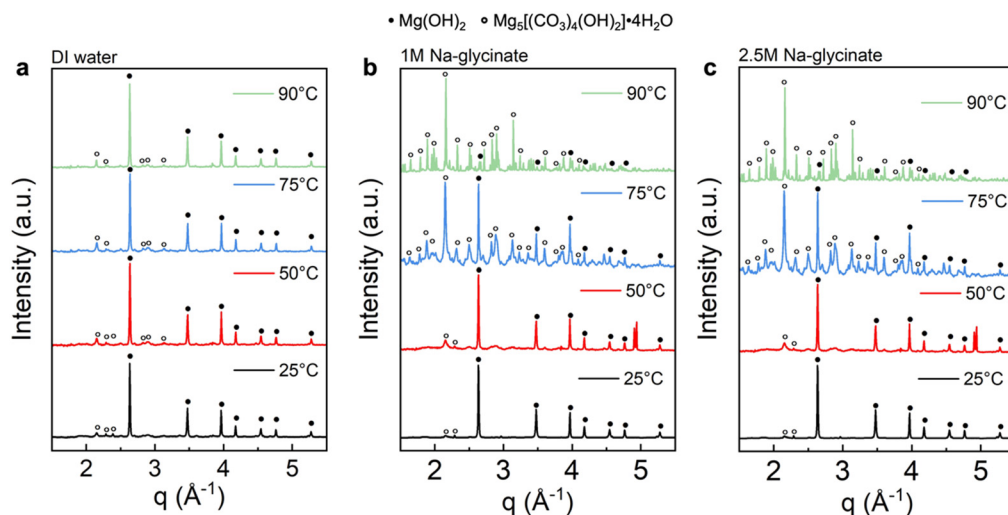 • Mg(OH)₂ ○ Mg₅[(CO₃)₄(OH)₂]•4H₂O
a
DI water
90°C
75°C
50°C
25°C
Intensity (a.u.)
2 3 4 5
q (Å⁻¹)
b
1M Na-glycinate
90°C
75°C
50°C
25°C
Intensity (a.u.)
2 3 4 5
q (Å⁻¹)
c
2.5M Na-glycinate
90°C
75°C
50°C
25°C
Intensity (a.u.)
2 3 4 5
q (Å⁻¹)